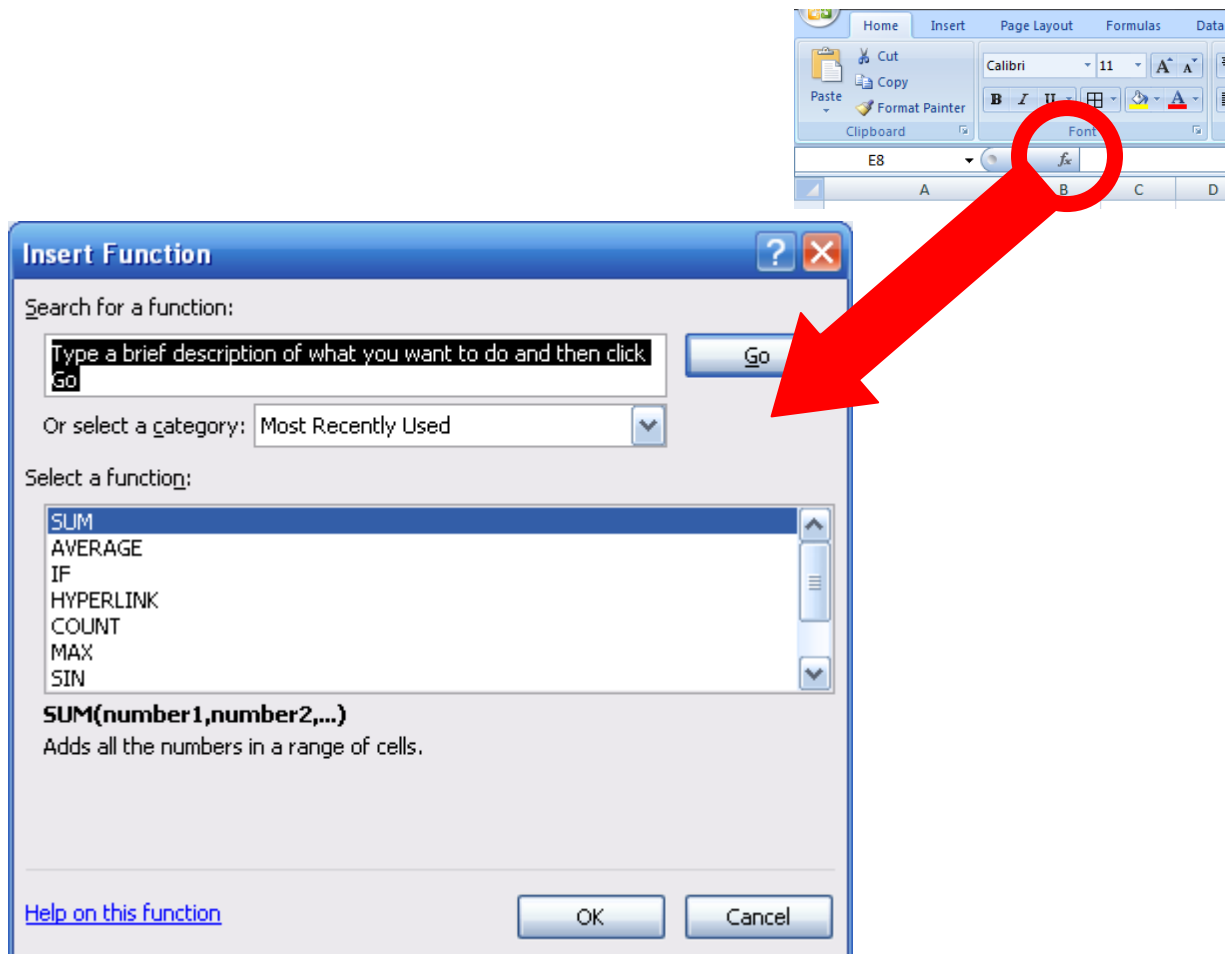 Home Insert Page Layout Formulas Data
Cut
Copy
Paste
Format Painter
Calibri 11 A A
B I U A
Clipboard Font
E8 fx
A B C D
Insert Function
Search for a function:
Type a brief description of what you want to do and then click
Go
Go
Or select a category: Most Recently Used
Select a function:
SUM
AVERAGE
IF
HYPERLINK
COUNT
MAX
SIN
SUM(number1,number2,...)
Adds all the numbers in a range of cells.
Help on this function OK Cancel